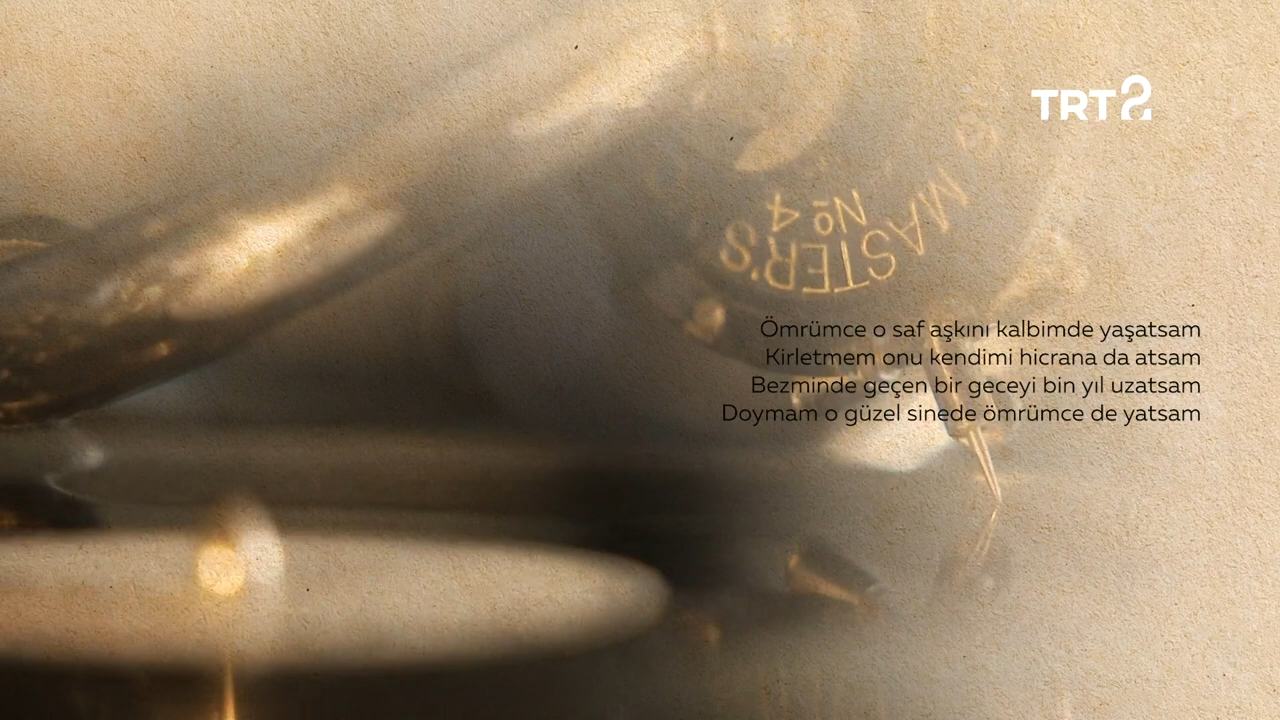 TRT2
MASTER'S
Nº 4
Ömrümce o saf aşkını kalbimde yaşatsam
Kirletmem onu kendimi hicrana da atsam
Bezminde geçen bir geceyi bin yıl uzatsam
Doymam o güzel sinede ömrümce de yatsam